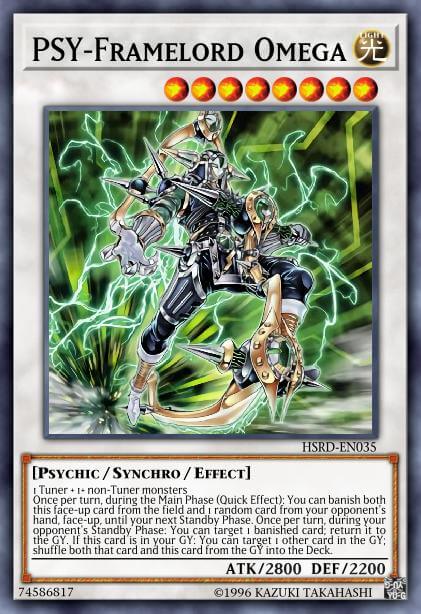 PSY-Framelord Omega
LIGHT
光
HSRD-EN035
[Psychic / Synchro / Effect]
1 Tuner + 1+ non-Tuner monsters
Once per turn, during the Main Phase (Quick Effect): You can banish both
this face-up card from the field and 1 random card from your opponent's
hand, face-up, until your next Standby Phase. Once per turn, during your
opponent's Standby Phase: You can target 1 banished card; return it to
the GY. If this card is in your GY: You can target 1 other card in the GY;
shuffle both that card and this card from the GY into the Deck.
ATK/2800 DEF/2200
74586817
©1996 KAZUKI TAKAHASHI